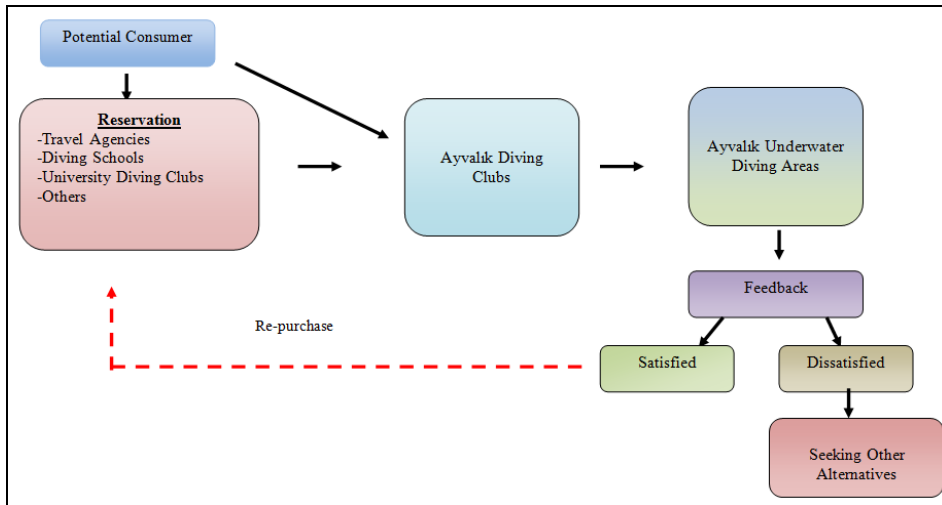 Potential Consumer
Reservation
-Travel Agencies
-Diving Schools
-University Diving Clubs
-Others
Ayvalık Diving
Clubs
Ayvalık Underwater
Diving Areas
Feedback
Re-purchase
Satisfied
Dissatisfied
Seeking Other
Alternatives